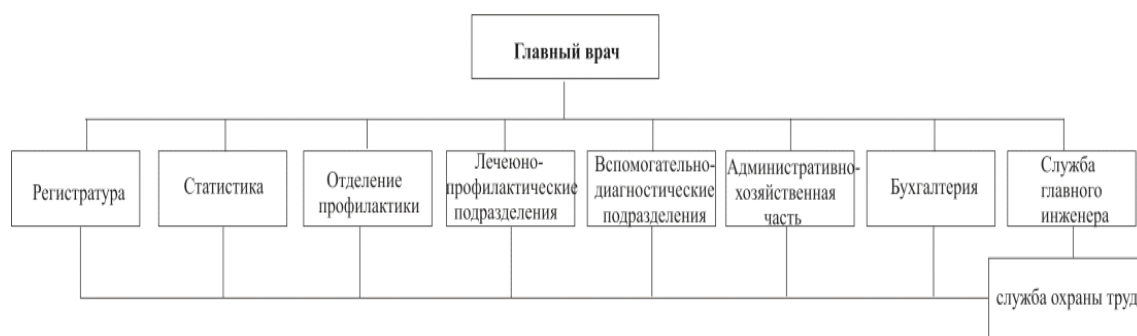 Главный врач
Регистратура
Статистика
Отделение
профилактики
Лечеюно-
профилактические
подразделения
Вспомогательно-
диагностические
подразделения
Административно-
хозяйственная
часть
Бухгалтерия
Служба
главного
инженера
служба охраны труд